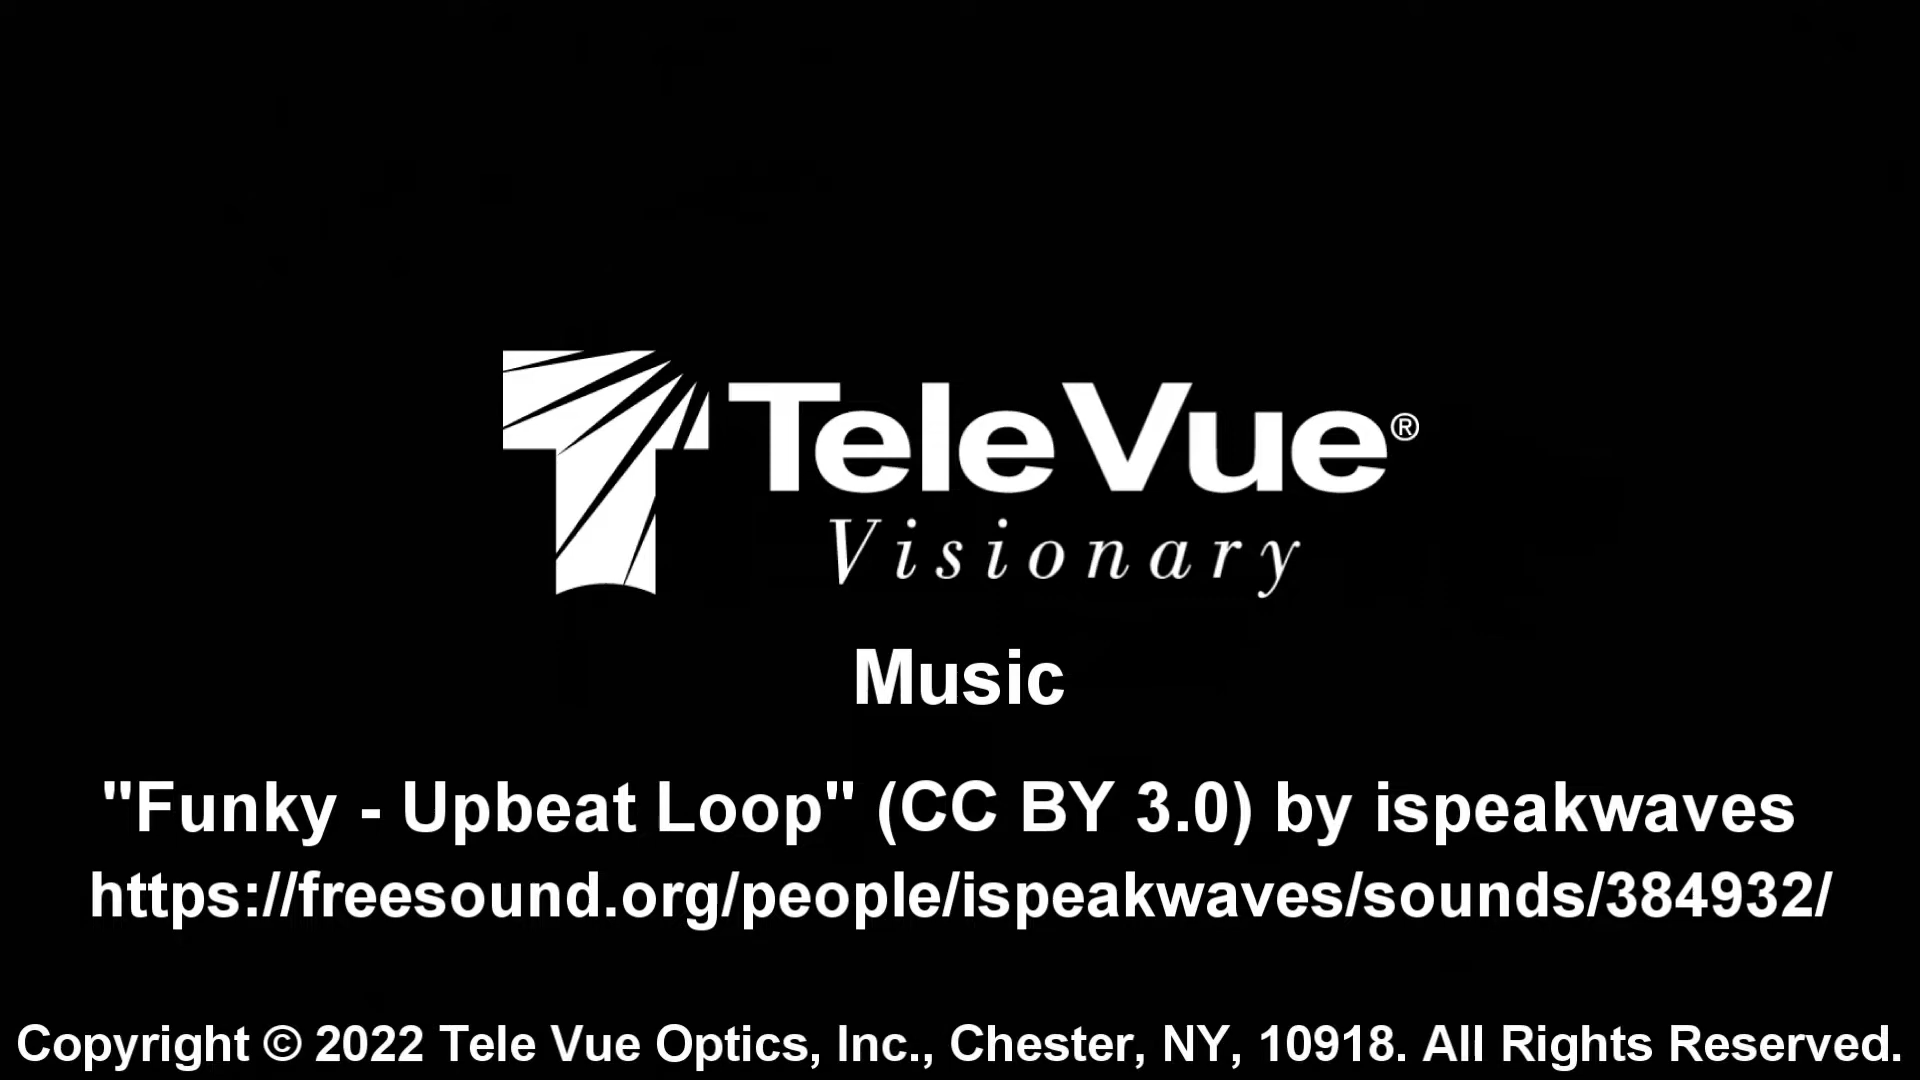 TeleVue®
Visionary
Music
"Funky - Upbeat Loop" (CC BY 3.0) by ispeakwaves
https://freesound.org/people/ispeakwaves/sounds/384932/
Copyright © 2022 Tele Vue Optics, Inc., Chester, NY, 10918. All Rights Reserved.